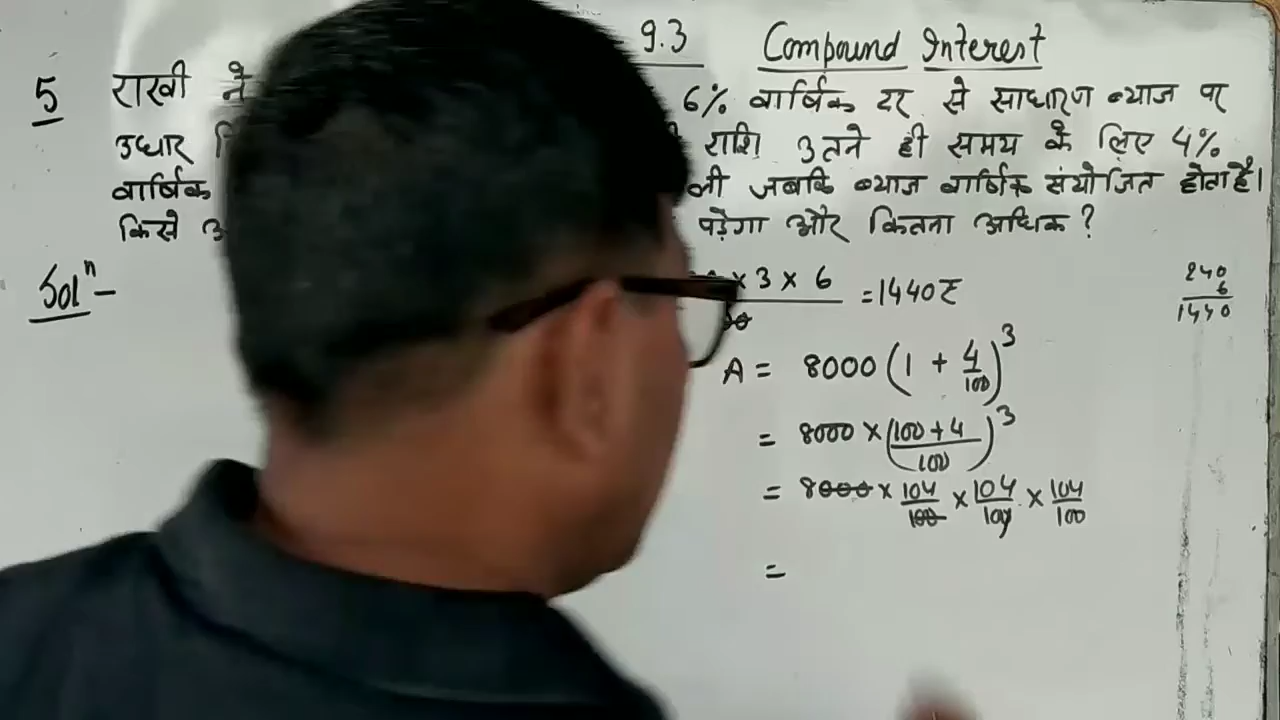 9.3 Compound Interest
5 राखी ने 6% वार्षिक दर से साधारण ब्याज पर
उधार राशि उतने ही समय के लिए 4%
वार्षिक ली जबकि ब्याज वार्षिक संयोजित होता है।
किसे पड़ेगा और कितना अधिक ?
Solⁿ –
× 3 × 6 = 1440₹
240
6
1440
A = 8000 (1 + 4/100)³
= 8000 × (100 + 4/100)³
= 8000 × 104/100 × 104/100 × 104/100
=